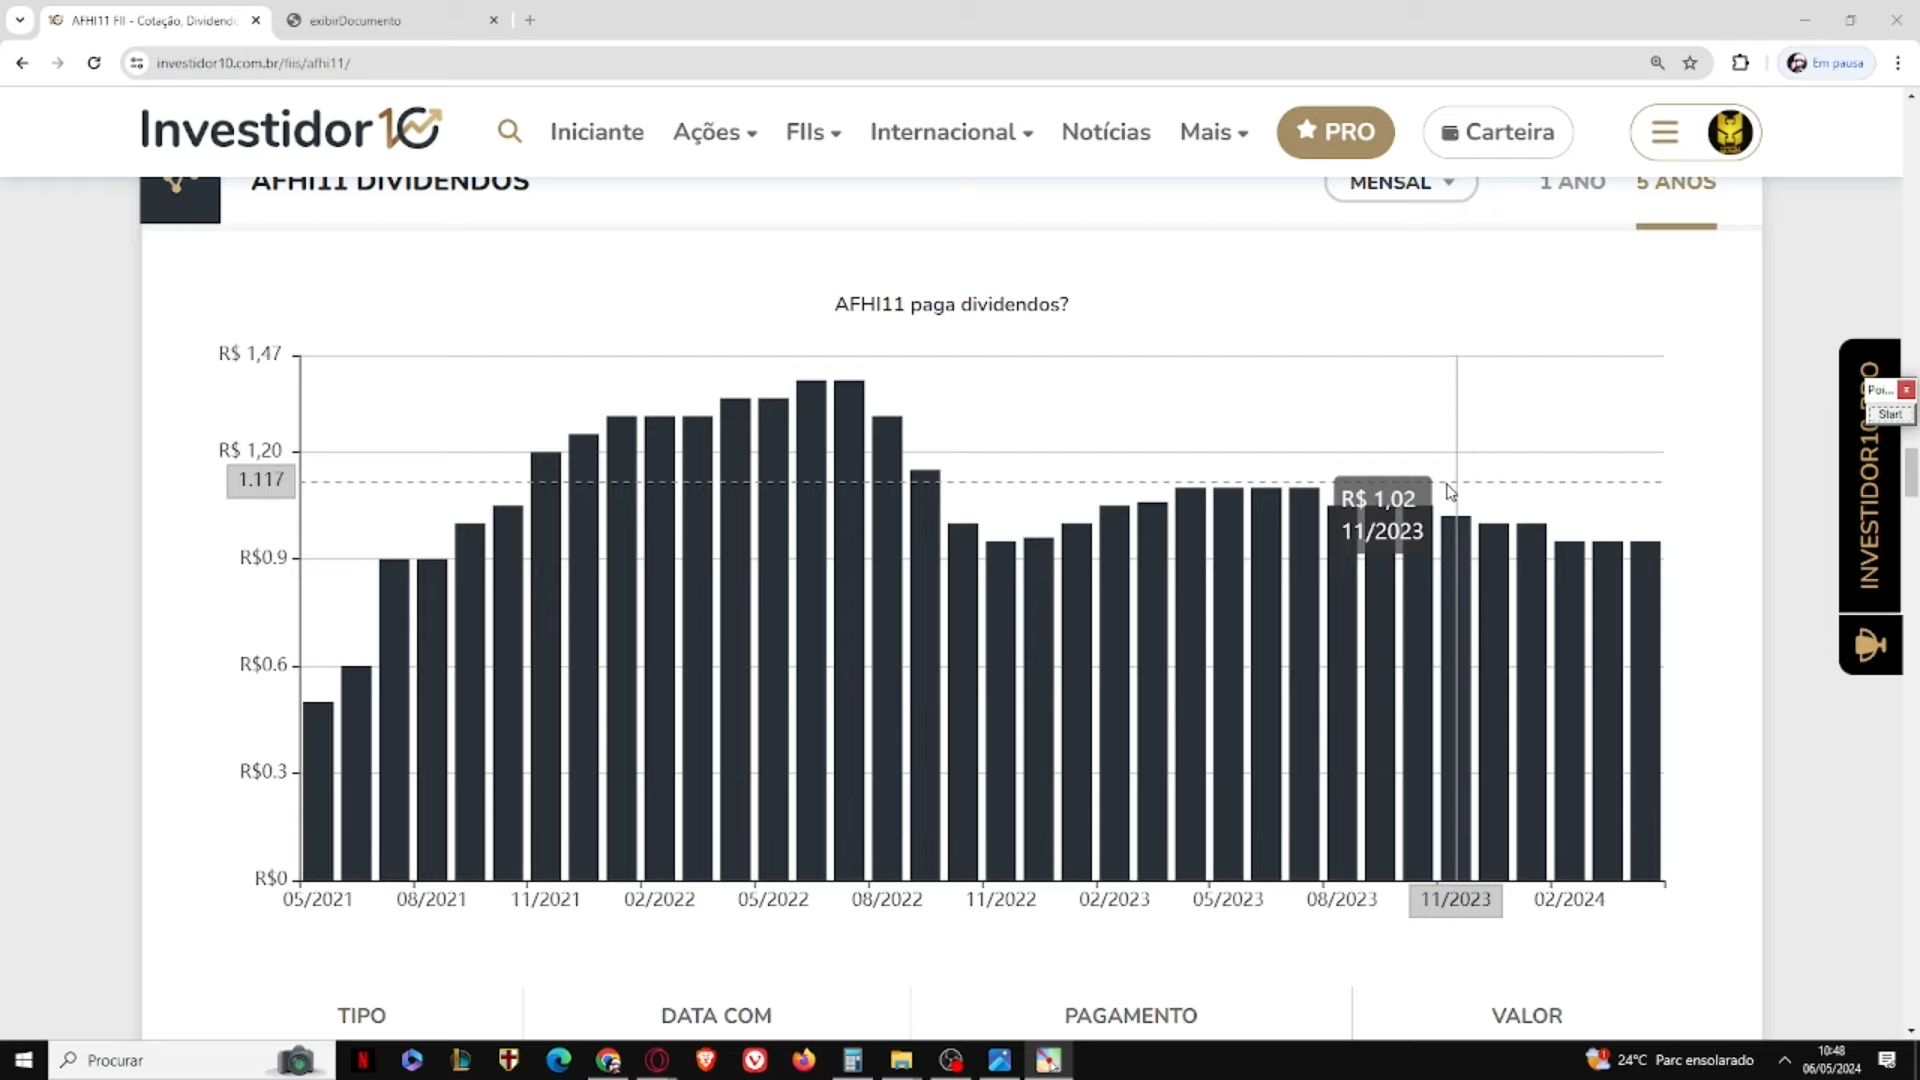 AFHI11 FII - Cotação, Dividend
exibirDocumento
investidor10.com.br/fiis/afhi11/
Em pausa
Investidor 10
Iniciante
Ações
FIIs
Internacional
Notícias
Mais
PRO
Carteira
AFHI11 DIVIDENDOS
MENSAL
1 ANO
5 ANOS
AFHI11 paga dividendos?
R$ 1,47
R$ 1,20
1.117
R$0.9
R$0.6
R$0.3
R$0
R$ 1,02
11/2023
05/2021
08/2021
11/2021
02/2022
05/2022
08/2022
11/2022
02/2023
05/2023
08/2023
11/2023
02/2024
Poi...
Start
TIPO
DATA COM
PAGAMENTO
VALOR
Procurar
24°C Parc ensolarado
10:48
06/05/2024